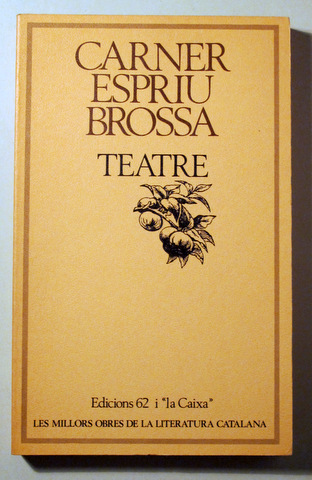 CARNER
ESPRIU
BROSSA
TEATRE
Edicions 62 i "la Caixa"
LES MILLORS OBRES DE LA LITERATURA CATALANA